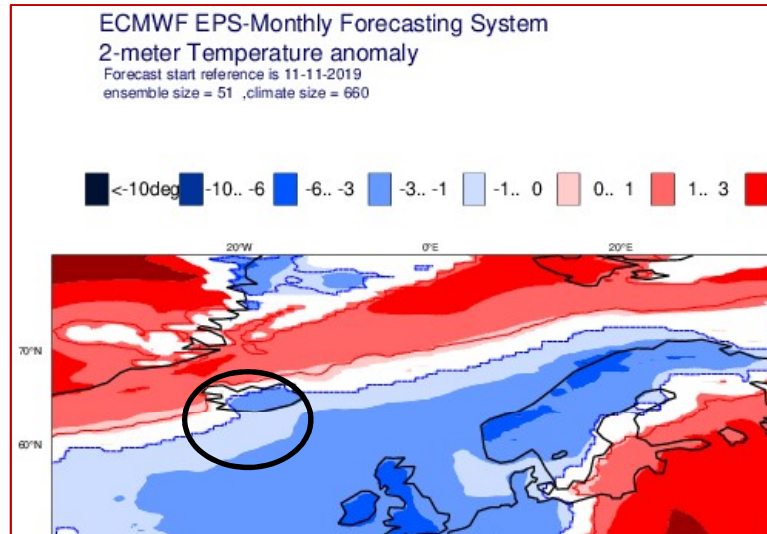 ECMWF EPS-Monthly Forecasting System
2-meter Temperature anomaly
Forecast start reference is 11-11-2019
ensemble size = 51 ,climate size = 660
<-10deg -10.. -6 -6.. -3 -3.. -1 -1.. 0 0.. 1 1.. 3
20°W 0°E 20°E
70°N
60°N